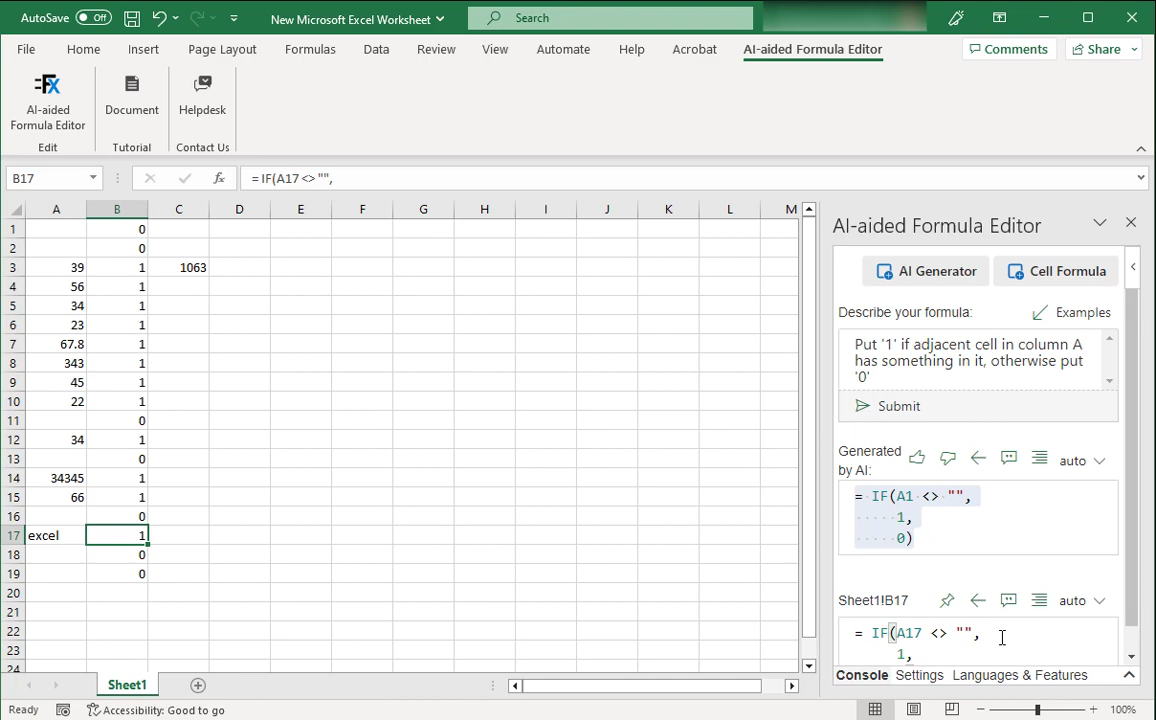 AutoSave Off New Microsoft Excel Worksheet Search
File Home Insert Page Layout Formulas Data Review View Automate Help Acrobat AI-aided Formula Editor Comments Share
AI-aided
Formula Editor
Document
Helpdesk
Edit Tutorial Contact Us
B17 fx = IF(A17 <> "",
A B C D E F G H I J K L M
1 0
2 0
3 39 1 1063
4 56 1
5 34 1
6 23 1
7 67.8 1
8 343 1
9 45 1
10 22 1
11 0
12 34 1
13 0
14 34345 1
15 66 1
16 0
17 excel 1
18 0
19 0
20
21
22
23
24
AI-aided Formula Editor
AI Generator Cell Formula
Describe your formula: Examples
Put '1' if adjacent cell in column A
has something in it, otherwise put
'0'
Submit
Generated
by AI: auto
= IF(A1 <> "",
1,
0)
Sheet1!B17 auto
= IF(A17 <> "",
1,
Console Settings Languages & Features
Sheet1
Ready Accessibility: Good to go 100%